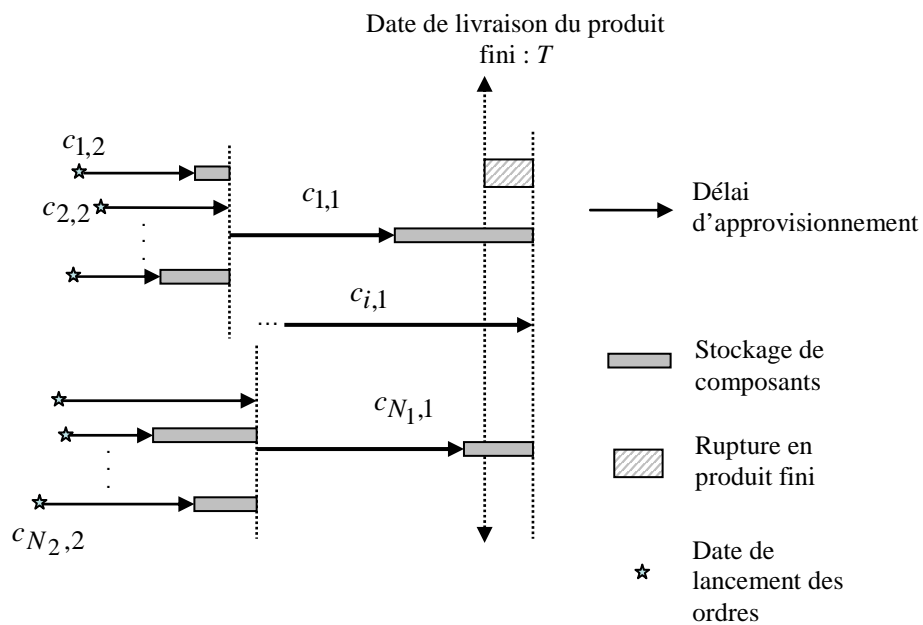 Date de livraison du produit
fini : T
c1,2
c2,2
c1,1
ci,1
cN1,1
cN2,2
Délai
d’approvisionnement
Stockage de
composants
Rupture en
produit fini
Date de
lancement des
ordres